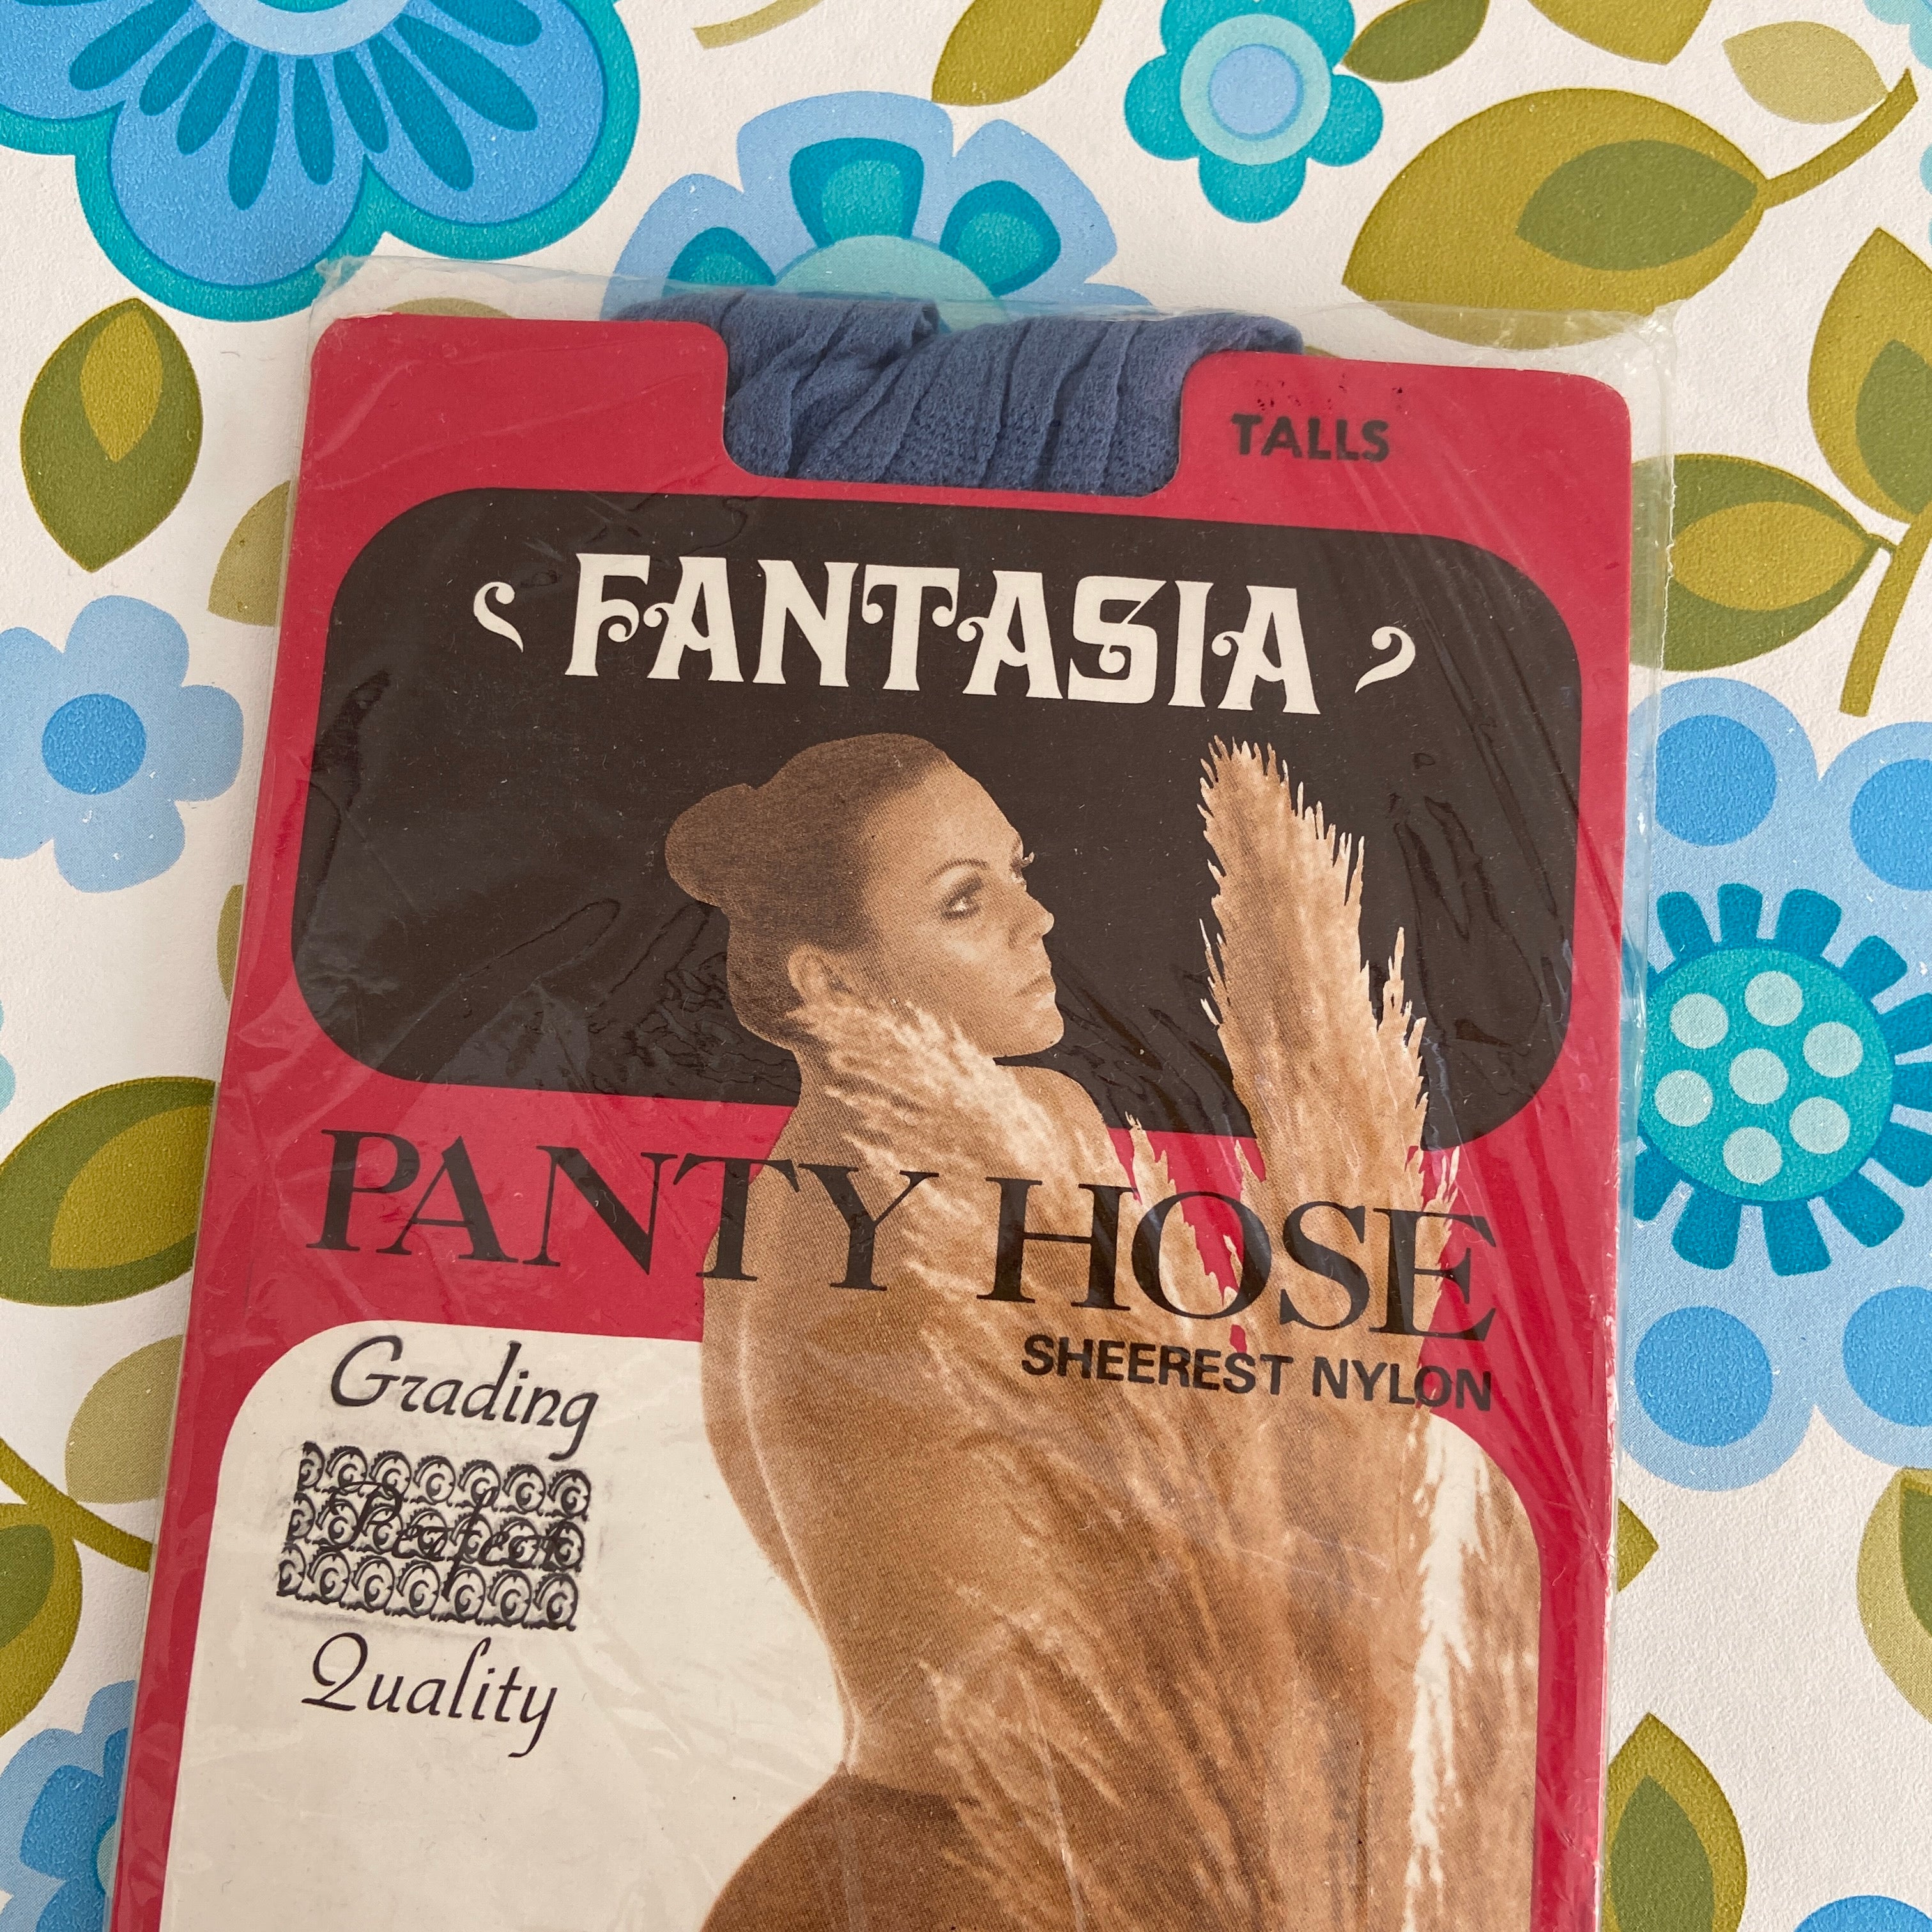 TALLS
FANTASIA
PANTY HOSE
SHEEREST NYLON
Grading
Perfect
Quality